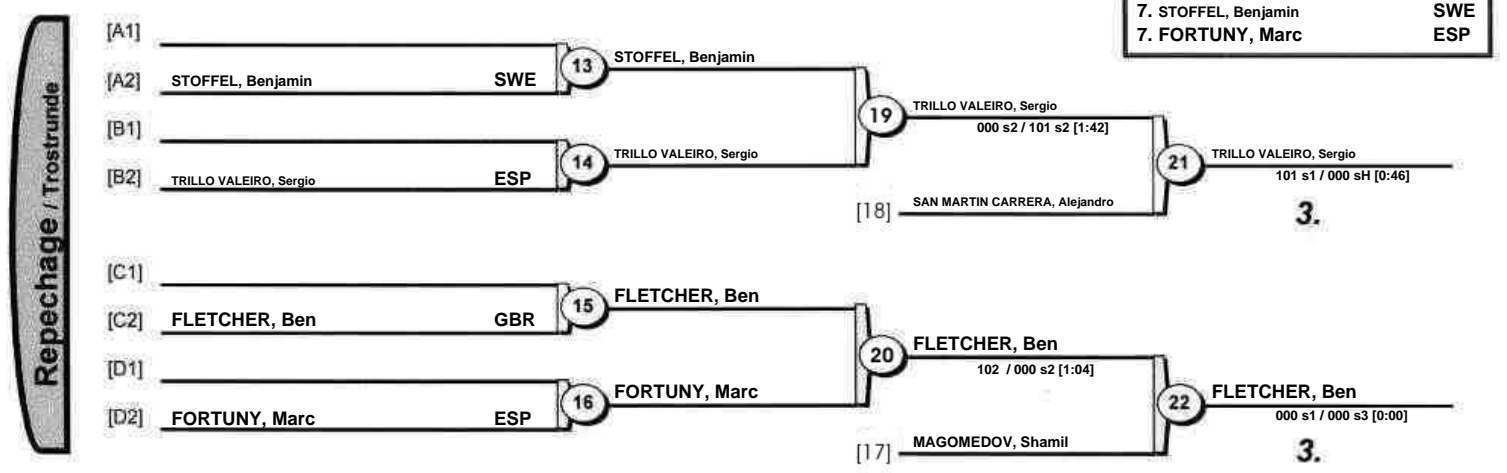 7. STOFFEL, Benjamin SWE
7. FORTUNY, Marc ESP
Repechage / Trostrunde
[A1]
[A2] STOFFEL, Benjamin SWE
13 STOFFEL, Benjamin
[B1]
[B2] TRILLO VALEIRO, Sergio ESP
14 TRILLO VALEIRO, Sergio
19 TRILLO VALEIRO, Sergio
000 s2 / 101 s2 [1:42]
[18] SAN MARTIN CARRERA, Alejandro
21 TRILLO VALEIRO, Sergio
101 s1 / 000 sH [0:46]
3.
[C1]
[C2] FLETCHER, Ben GBR
15 FLETCHER, Ben
[D1]
[D2] FORTUNY, Marc ESP
16 FORTUNY, Marc
20 FLETCHER, Ben
102 / 000 s2 [1:04]
[17] MAGOMEDOV, Shamil
22 FLETCHER, Ben
000 s1 / 000 s3 [0:00]
3.